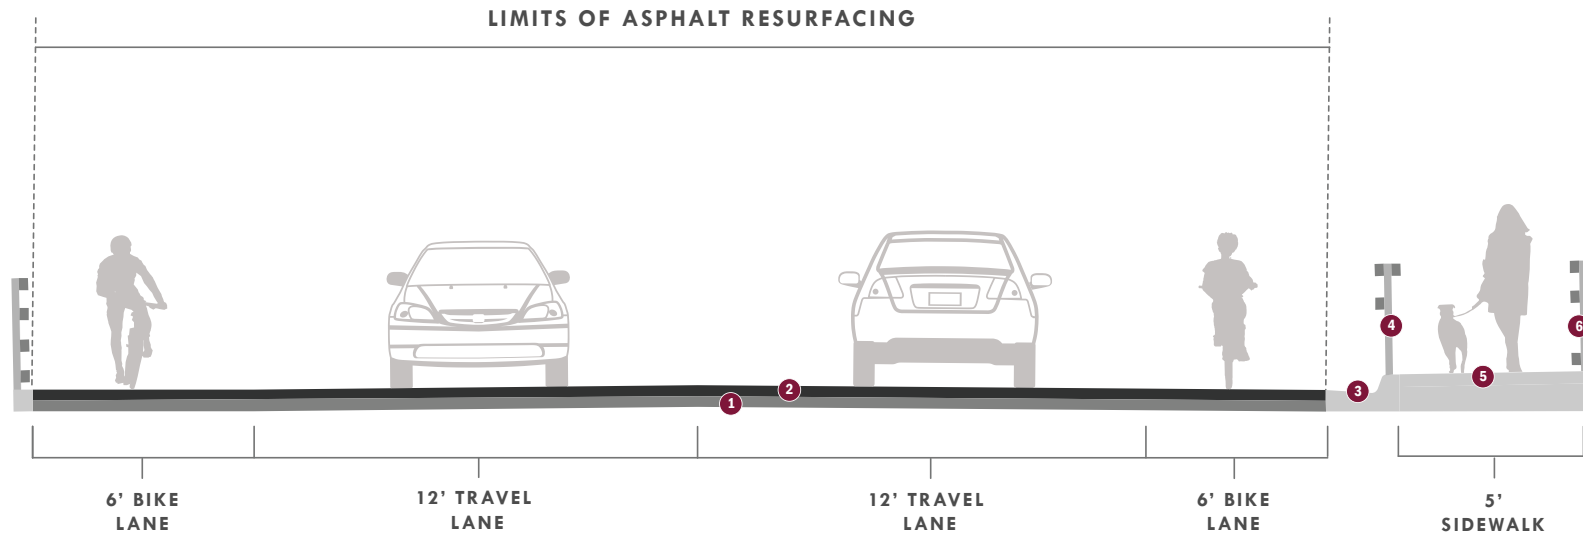 LIMITS OF ASPHALT RESURFACING
4
6
5
2
3
1
6’ BIKE
LANE
12’ TRAVEL
LANE
12’ TRAVEL
LANE
6’ BIKE
LANE
5’
SIDEWALK